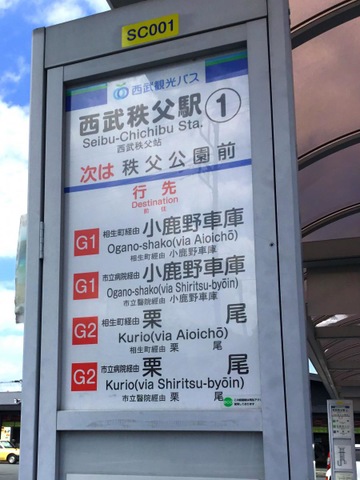 SC001
西武観光バス
西武秩父駅 1
Seibu-Chichibu Sta.
西武秩父站
次は 秩父公園前
行先
Destination
前往
G1 相生町経由 小鹿野車庫
Ogano-shako(via Aioichō)
相生町経由 小鹿野車庫
G1 市立病院経由 小鹿野車庫
Ogano-shako(via Shiritsu-byōin)
市立醫院経由 小鹿野車庫
G2 相生町経由 栗尾
Kurio(via Aioichō)
相生町経由 栗尾
G2 市立病院経由 栗尾
Kurio(via Shiritsu-byōin)
市立醫院経由 栗尾